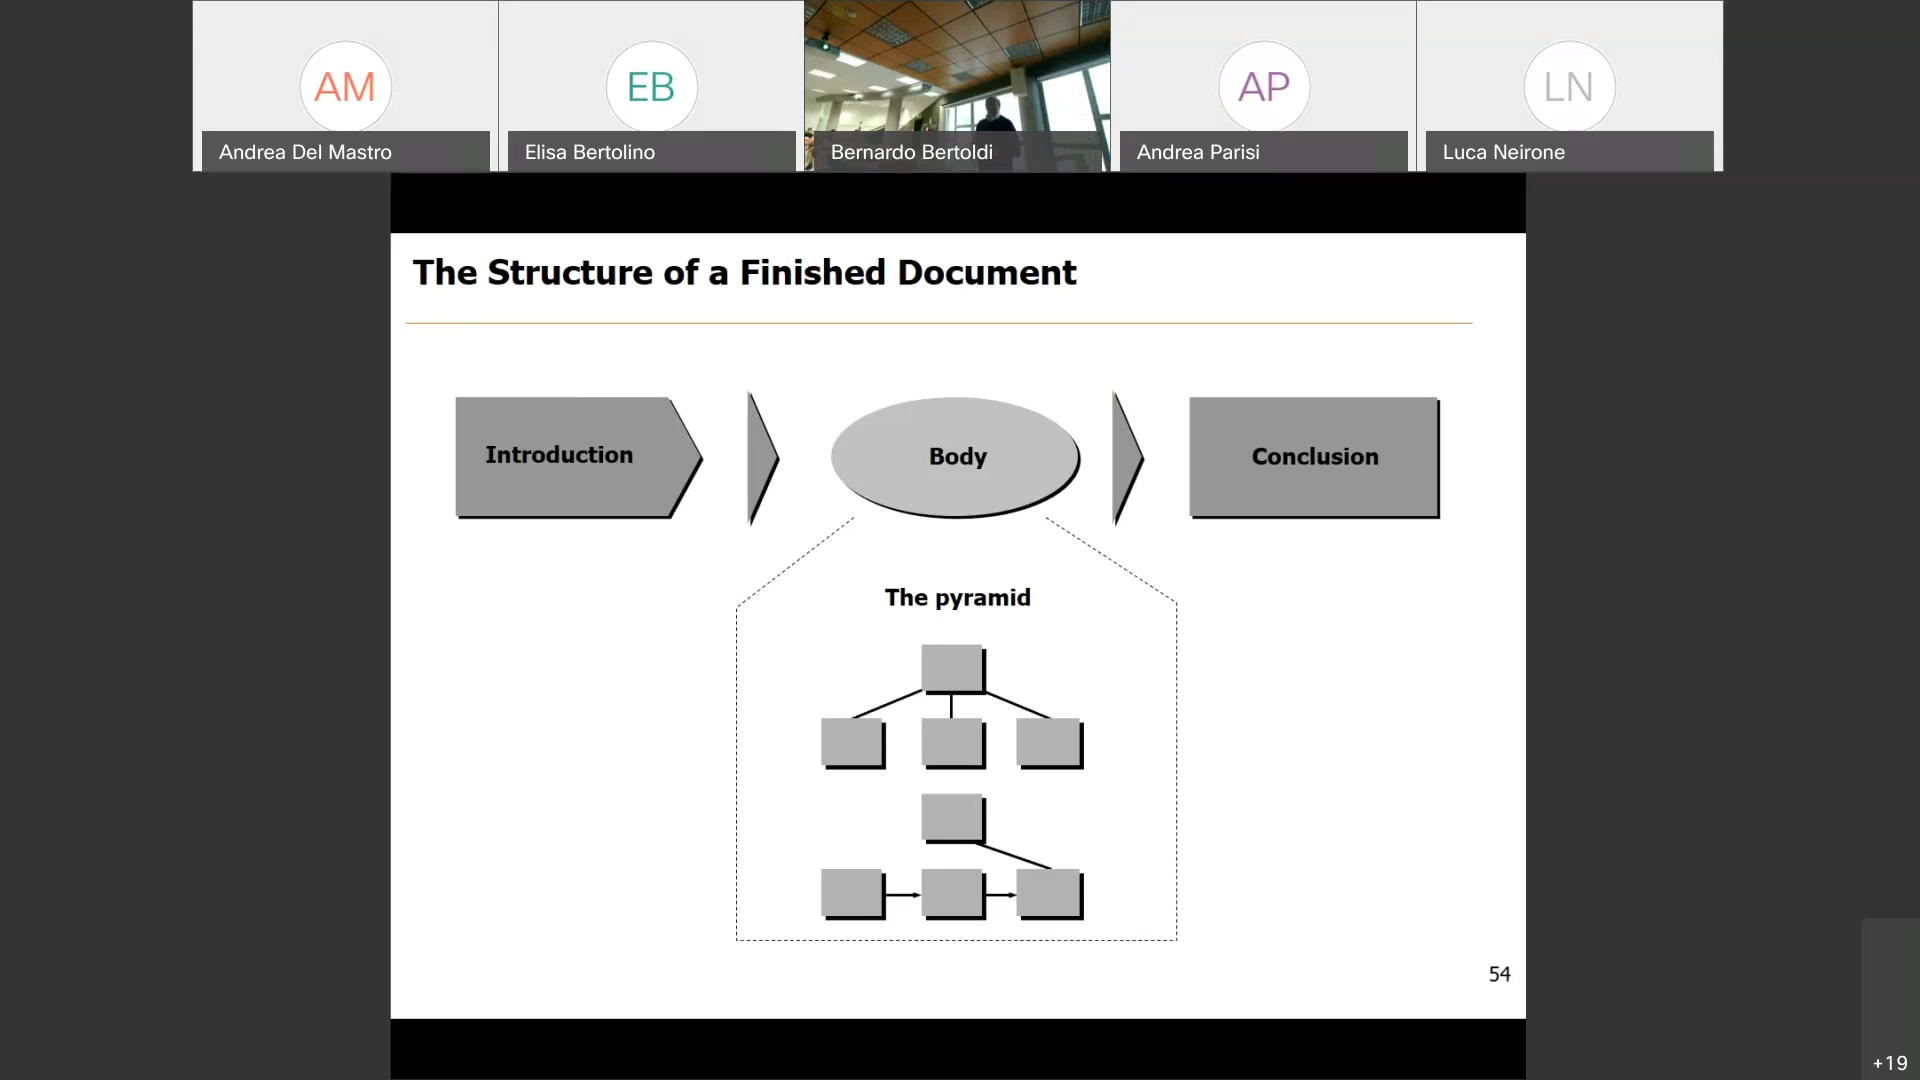 AM
EB
AP
LN
Andrea Del Mastro
Elisa Bertolino
Bernardo Bertoldi
Andrea Parisi
Luca Neirone
The Structure of a Finished Document
Introduction
Body
Conclusion
The pyramid
54
+19